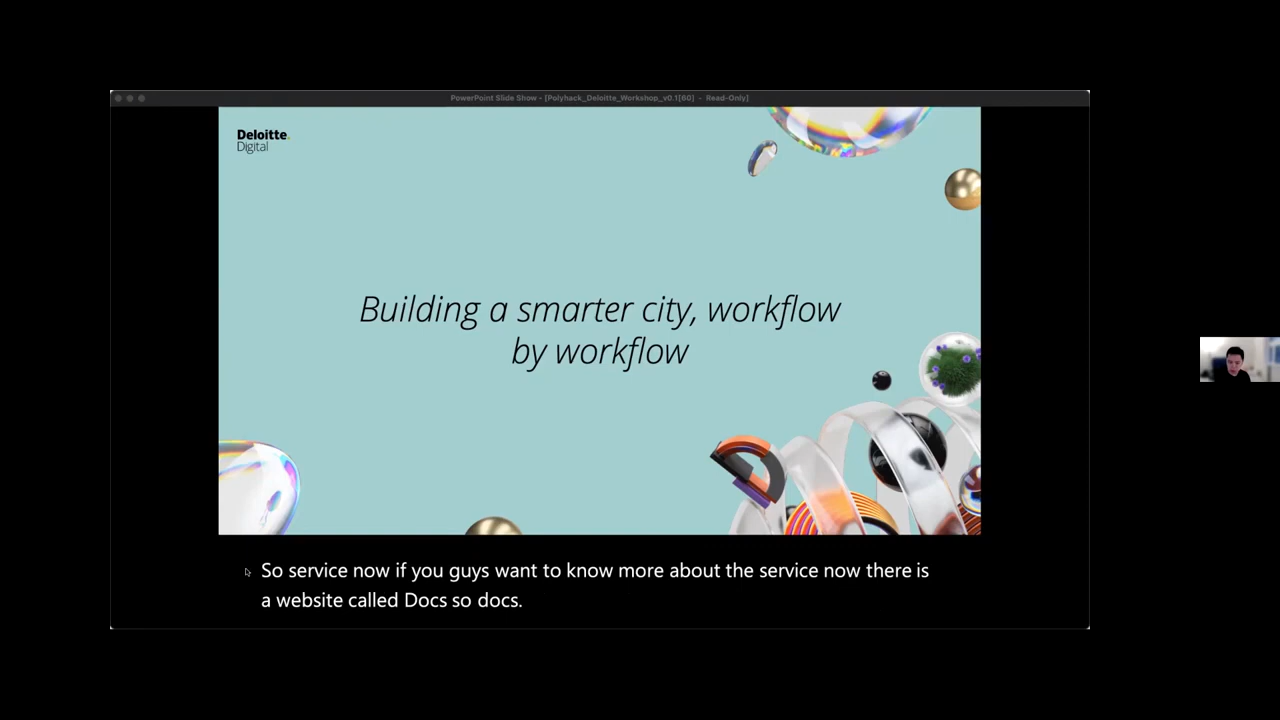 PowerPoint Slide Show - [Polyhack_Deloitte_Workshop_v0.1[60] - Read-Only]
Deloitte.
Digital
Building a smarter city, workflow
by workflow
So service now if you guys want to know more about the service now there is
a website called Docs so docs.